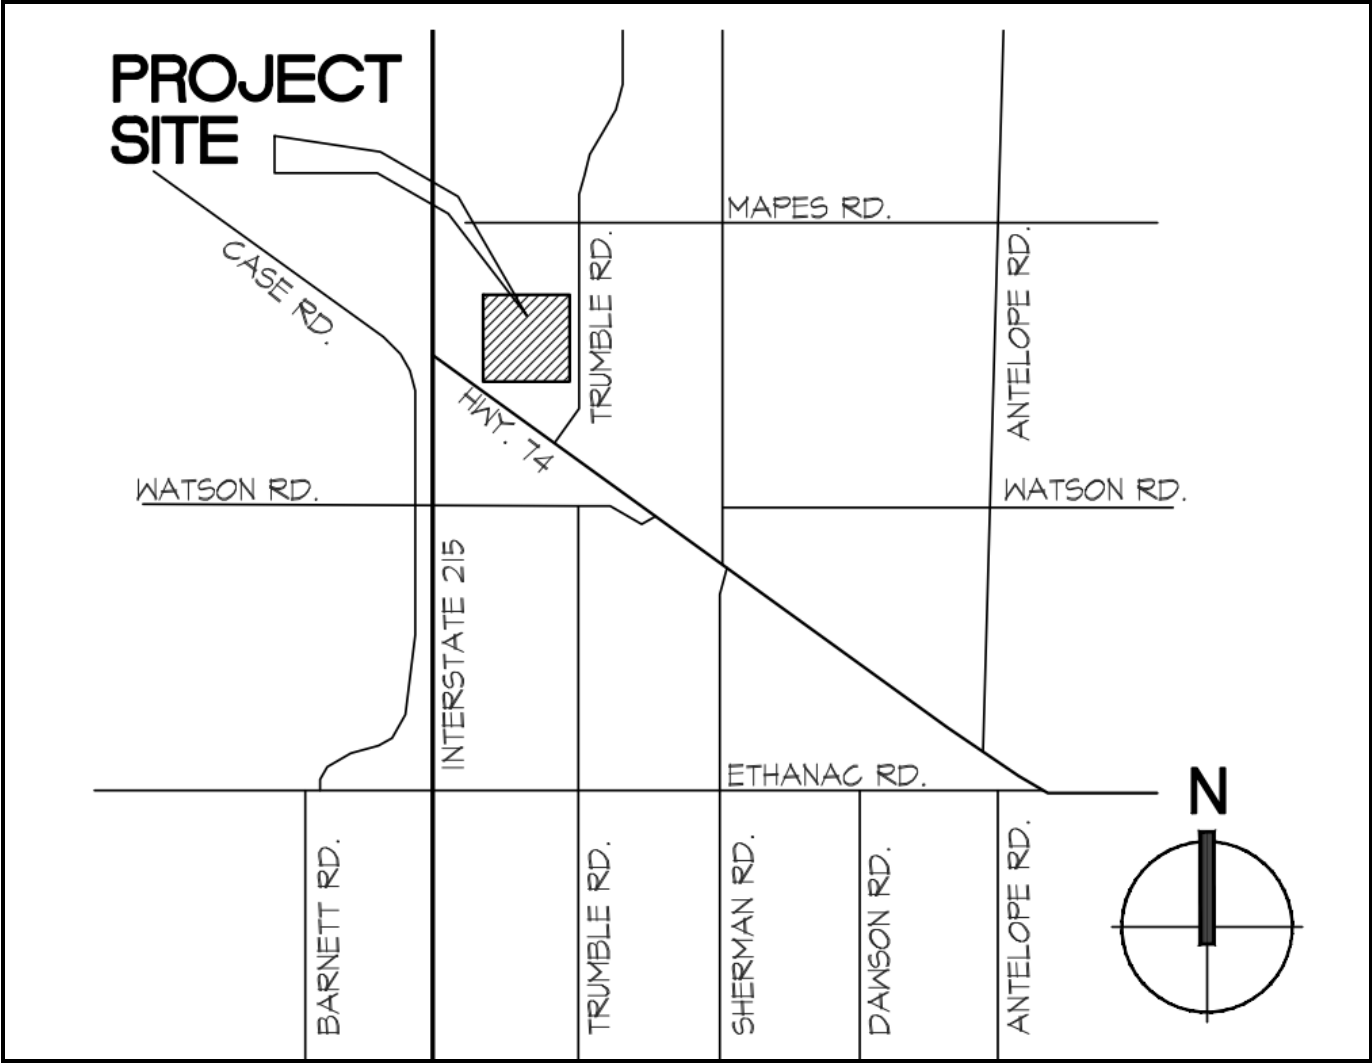 PROJECT
SITE
MAPES RD.
CASE RD.
TRUMBLE RD.
ANTELOPE RD.
HWY. 74
WATSON RD.
WATSON RD.
INTERSTATE 215
ETHANAC RD.
N
BARNETT RD.
TRUMBLE RD.
SHERMAN RD.
DAWSON RD.
ANTELOPE RD.